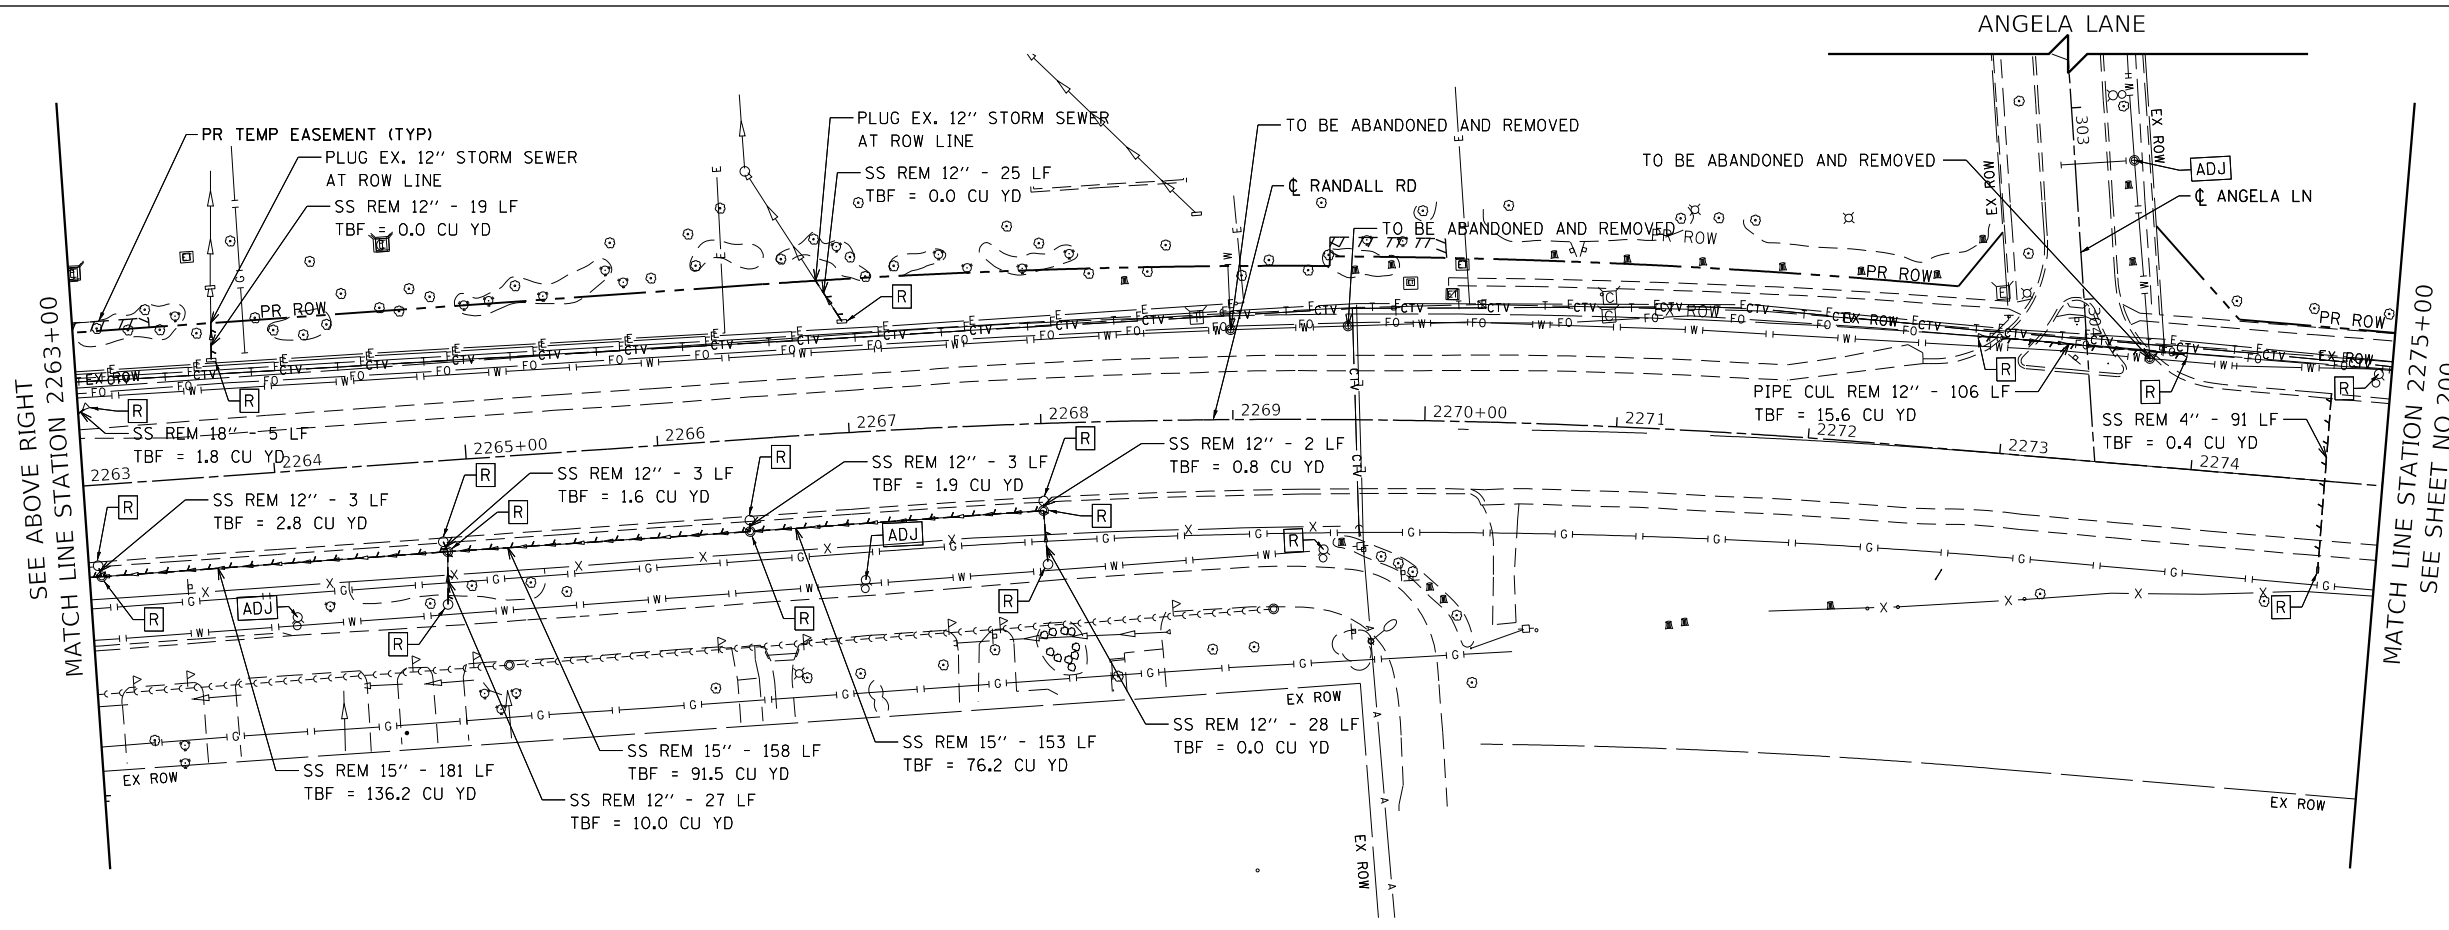 ANGELA LANE
PR TEMP EASEMENT (TYP)
PLUG EX. 12" STORM SEWER
AT ROW LINE
SS REM 12" - 19 LF
TBF = 0.0 CU YD
PLUG EX. 12" STORM SEWER
AT ROW LINE
SS REM 12" - 25 LF
TBF = 0.0 CU YD
TO BE ABANDONED AND REMOVED
℄ RANDALL RD
TO BE ABANDONED AND REMOVED
TO BE ABANDONED AND REMOVED
303
EX ROW
EX ROW
ADJ
℄ ANGELA LN
PR ROW
PR ROW
PR ROW
PR ROW
EX ROW
EX ROW
EX ROW
EX ROW
R
R
R
R
R
R
SEE ABOVE RIGHT
MATCH LINE STATION 2263+00
MATCH LINE STATION 2275+00
SEE SHEET NO 200
SS REM 18" - 5 LF
TBF = 1.8 CU YD
PIPE CUL REM 12" - 106 LF
TBF = 15.6 CU YD
SS REM 4" - 91 LF
TBF = 0.4 CU YD
2263
2264
2265+00
2266
2267
2268
2269
2270+00
2271
2272
2273
2274
SS REM 12" - 3 LF
TBF = 2.8 CU YD
SS REM 12" - 3 LF
TBF = 1.6 CU YD
SS REM 12" - 3 LF
TBF = 1.9 CU YD
SS REM 12" - 2 LF
TBF = 0.8 CU YD
R
R
R
R
R
R
R
R
R
R
R
R
ADJ
ADJ
EX ROW
SS REM 15" - 181 LF
TBF = 136.2 CU YD
SS REM 12" - 27 LF
TBF = 10.0 CU YD
SS REM 15" - 158 LF
TBF = 91.5 CU YD
SS REM 15" - 153 LF
TBF = 76.2 CU YD
SS REM 12" - 28 LF
TBF = 0.0 CU YD
EX ROW
EX ROW
EX ROW